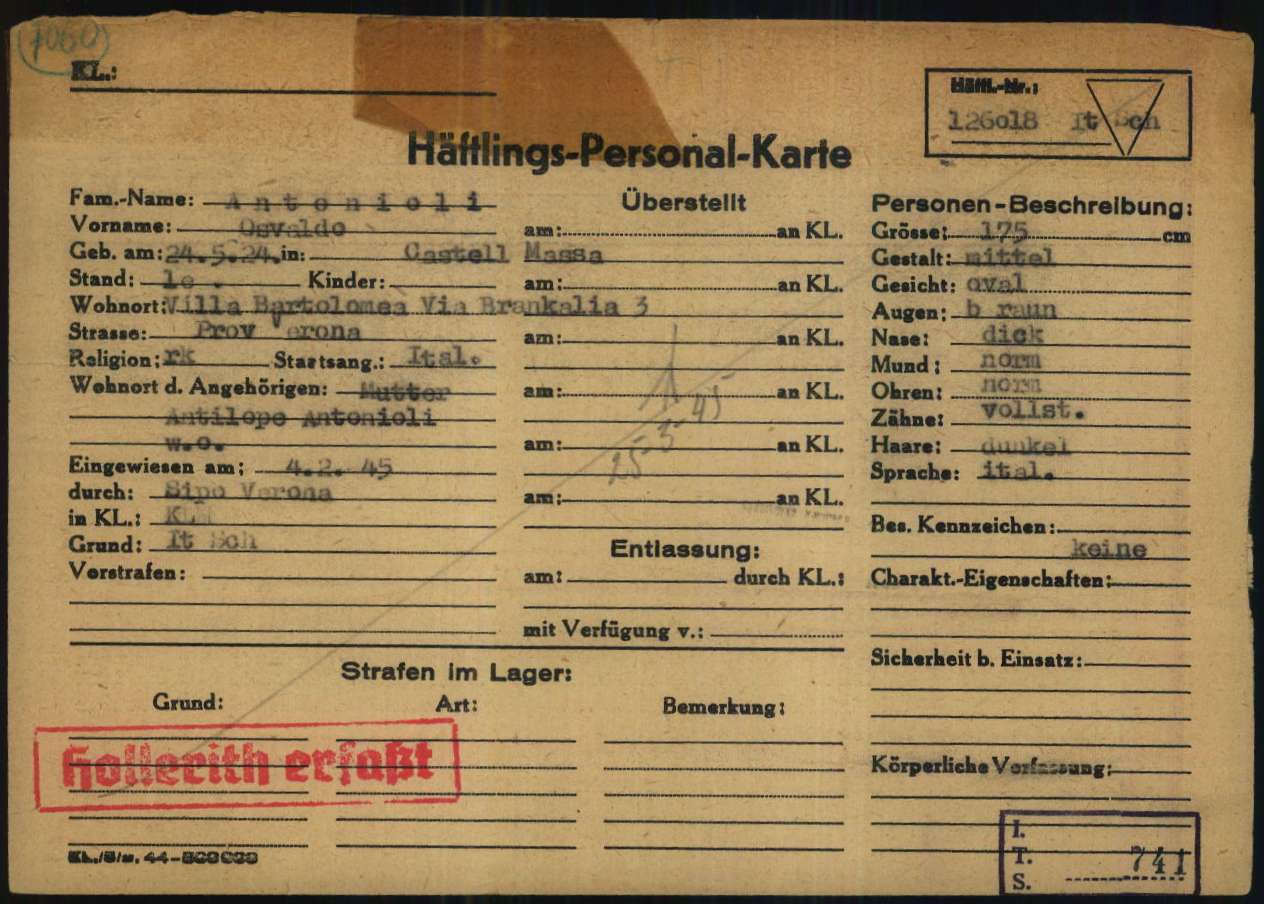 7060
KL.:
Häftl.-Nr.:
126018 It Sch
Häftlings-Personal-Karte
Fam.-Name: Antonioli
Vorname: Osvaldo
Geb. am: 24.5.24. in: Castell Massa
Stand: le . Kinder:
Wohnort: Villa Bartolomea Via Brankalia 3
Strasse: Prov Verona
Religion: rk Staatsang.: Ital.
Wohnort d. Angehörigen: Mutter
Antilope Antonioli
w.o.
Eingewiesen am: 4.2. 45
durch: Sipo Verona
in KL.:
Grund: It Sch
Vorstrafen:
Überstellt
am: an KL.
am: an KL.
am: an KL.
am: an KL.
am: an KL.
am: an KL.
25-3-45
Entlassung:
am: durch KL.:
mit Verfügung v.:
Personen-Beschreibung:
Grösse: 175 cm
Gestalt: mittel
Gesicht: oval
Augen: b raun
Nase: dick
Mund: norm
Ohren: norm
Zähne: vollst.
Haare: dunkel
Sprache: ital.
Bes. Kennzeichen:
keine
Charakt.-Eigenschaften:
Sicherheit b. Einsatz:
Körperliche Verfassung:
Strafen im Lager:
Grund: Art: Bemerkung:
Hollerith erfaßt
I.
T. 741
S.